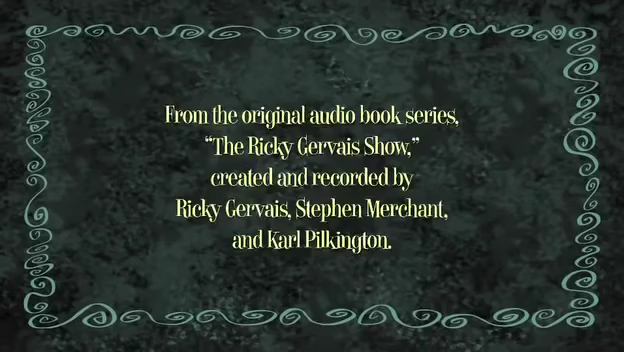 From the original audio book series,
“The Ricky Gervais Show,”
created and recorded by
Ricky Gervais, Stephen Merchant,
and Karl Pilkington.